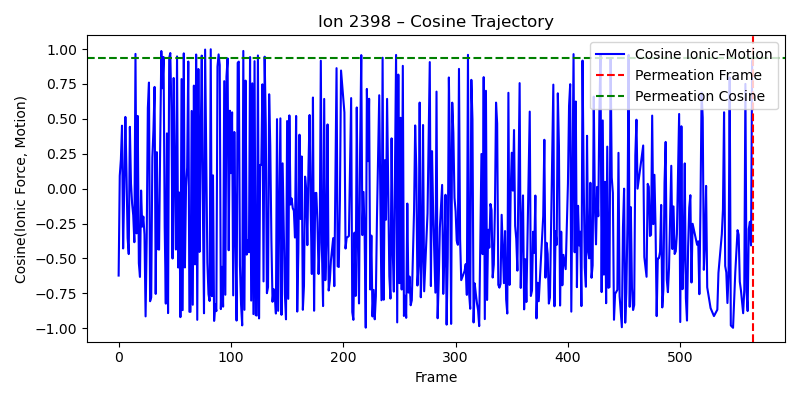 Ion 2398 – Cosine Trajectory
Cosine(Ionic Force, Motion)
1.00
0.75
0.50
0.25
0.00
−0.25
−0.50
−0.75
−1.00
Cosine Ionic–Motion
Permeation Frame
Permeation Cosine
0 100 200 300 400 500
Frame